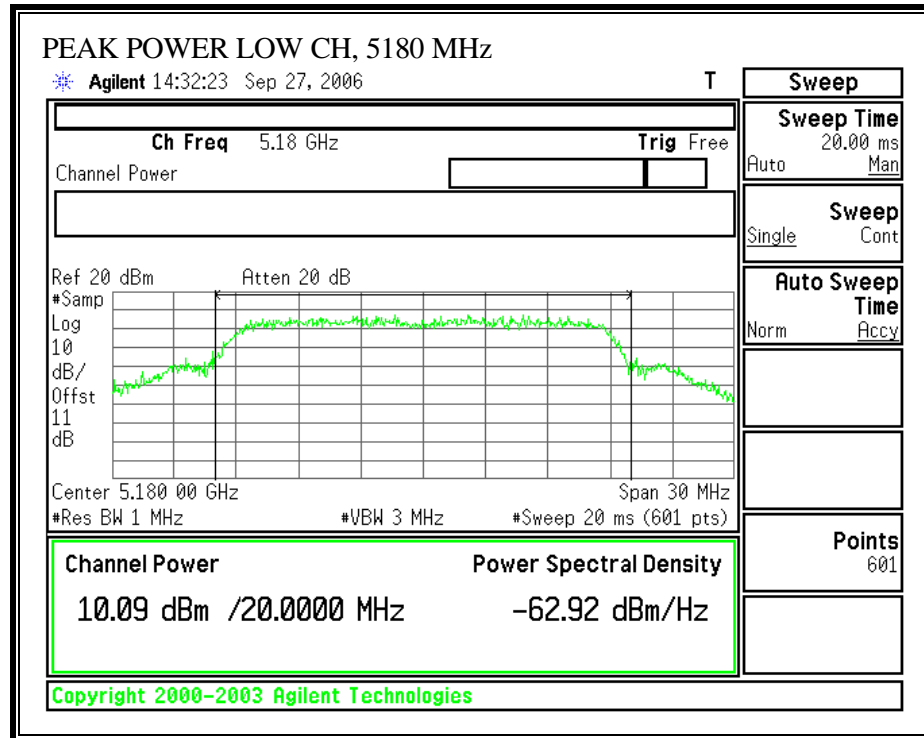 PEAK POWER LOW CH, 5180 MHz
Agilent 14:32:23 Sep 27, 2006 T
Ch Freq 5.18 GHz Trig Free
Channel Power
Ref 20 dBm Atten 20 dB
#Samp
Log
10
dB/
Offst
11
dB
Center 5.180 00 GHz Span 30 MHz
#Res BW 1 MHz #VBW 3 MHz #Sweep 20 ms (601 pts)
Channel Power Power Spectral Density
10.09 dBm /20.0000 MHz -62.92 dBm/Hz
Copyright 2000-2003 Agilent Technologies
Sweep
Sweep Time
20.00 ms
Auto Man
Sweep
Single Cont
Auto Sweep
Time
Norm Accy
Points
601